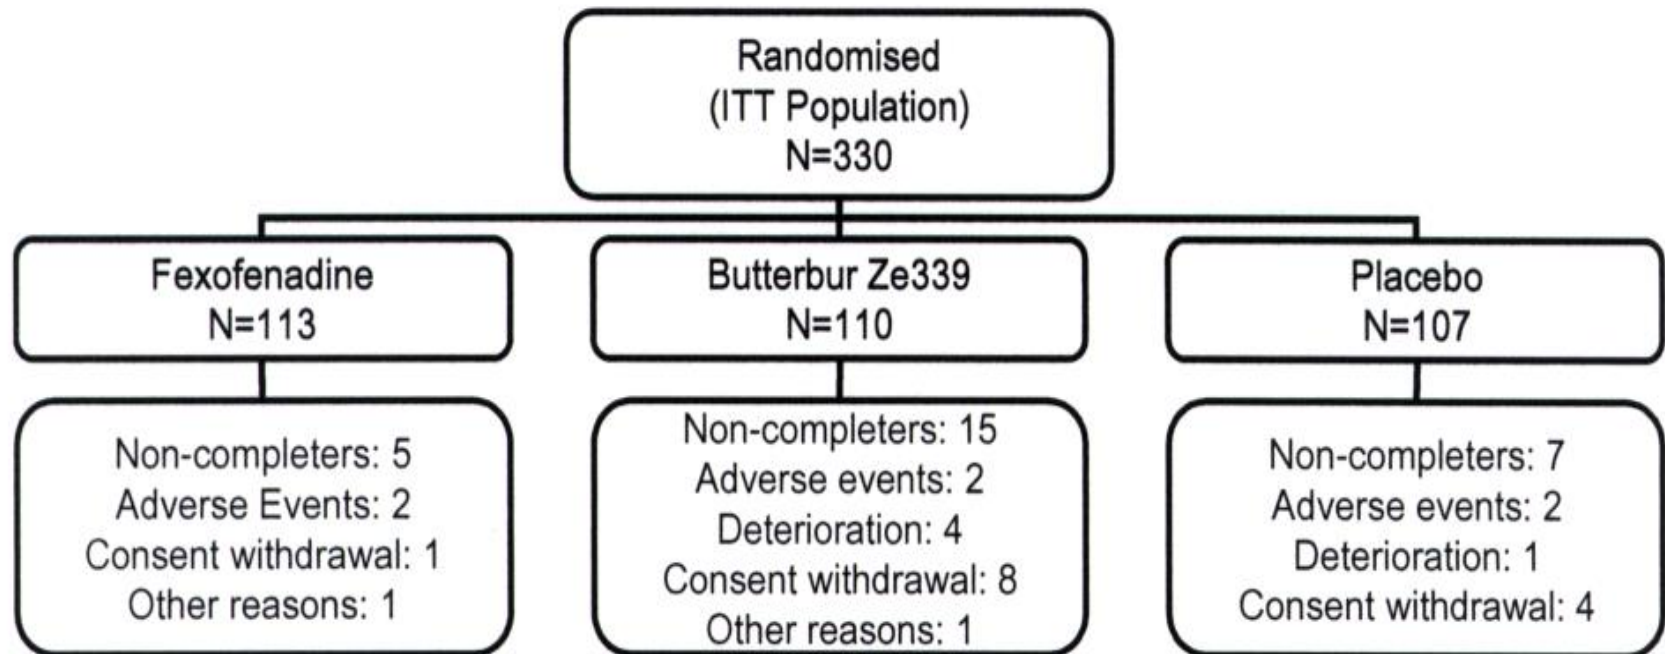 Randomised
(ITT Population)
N=330
Fexofenadine
N=113
Butterbur Ze339
N=110
Placebo
N=107
Non-completers: 5
Adverse Events: 2
Consent withdrawal: 1
Other reasons: 1
Non-completers: 15
Adverse events: 2
Deterioration: 4
Consent withdrawal: 8
Other reasons: 1
Non-completers: 7
Adverse events: 2
Deterioration: 1
Consent withdrawal: 4